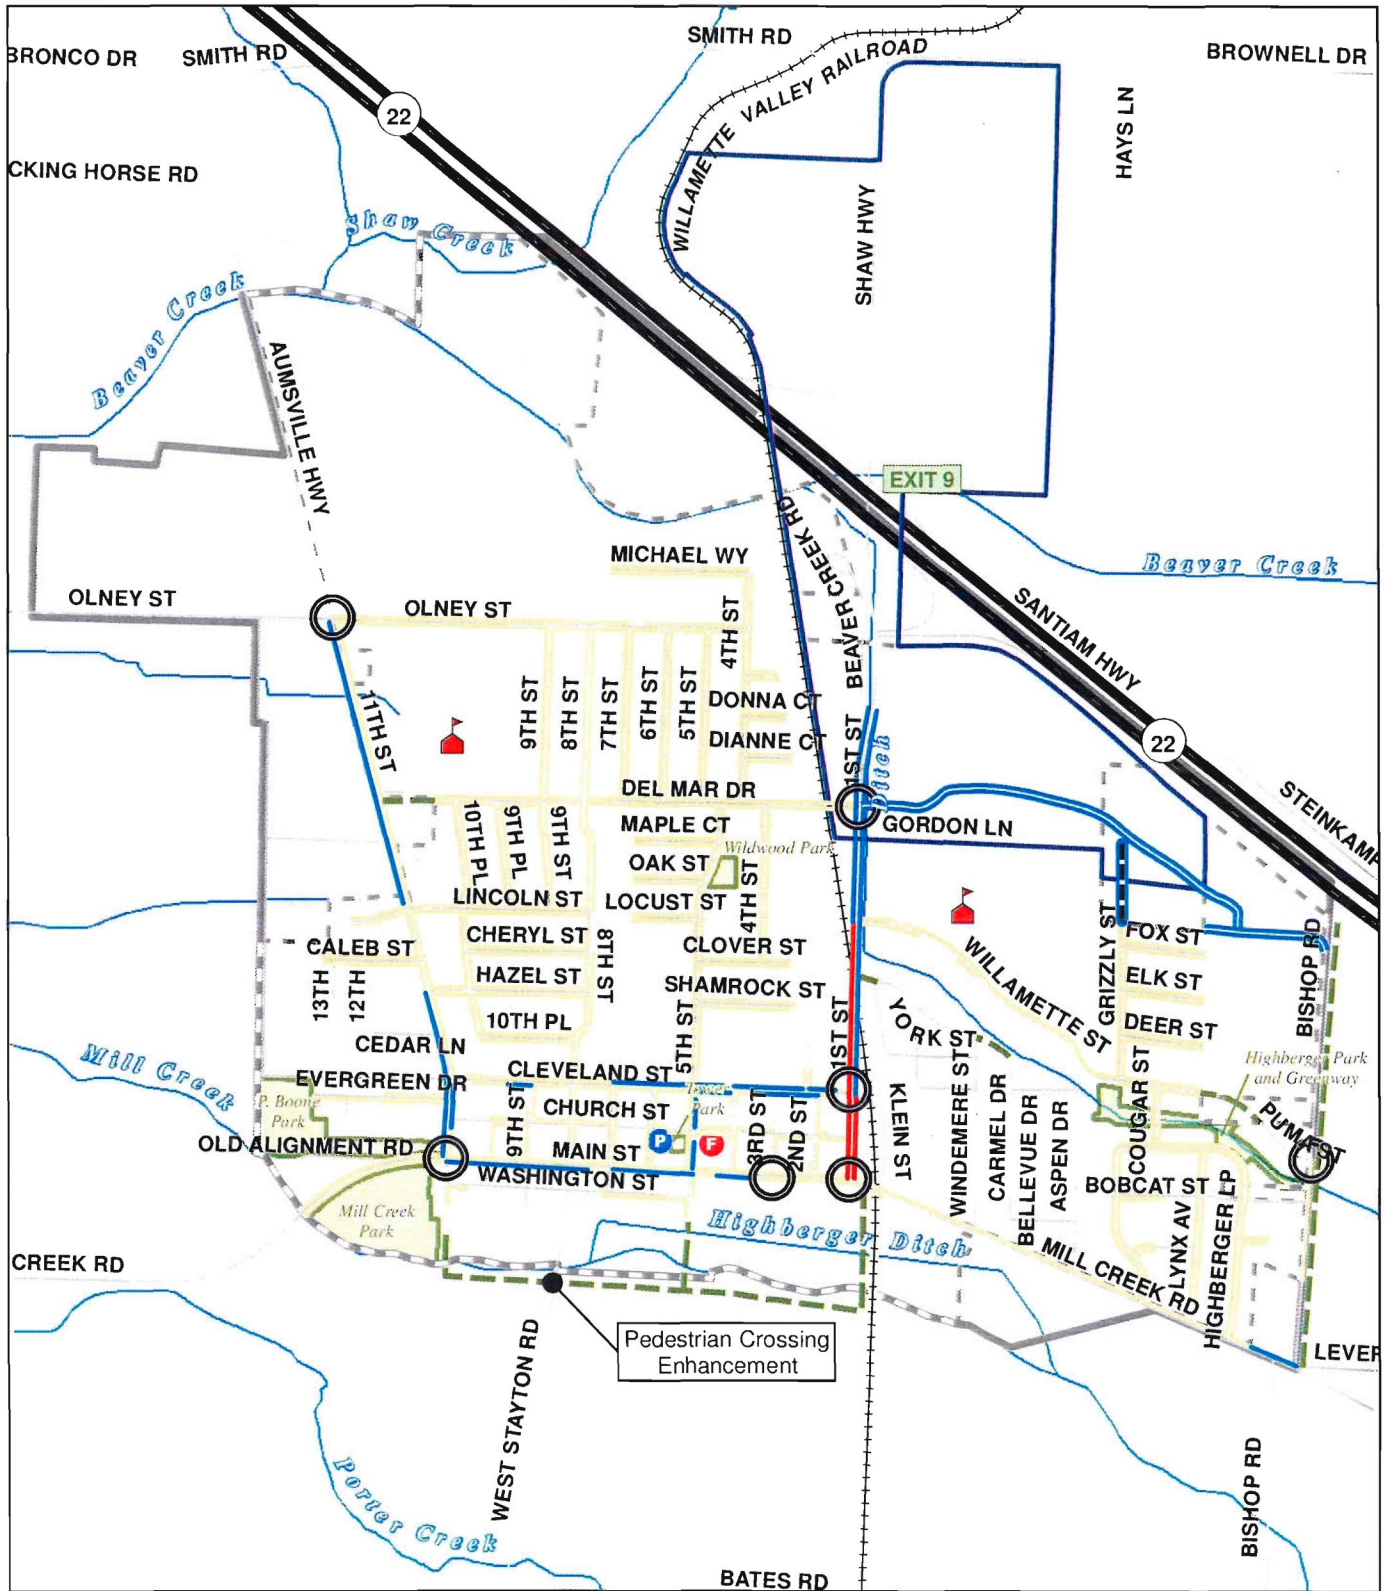 BRONCO DR
SMITH RD
SMITH RD
BROWNELL DR
WILLAMETTE VALLEY RAILROAD
22
HAYS LN
CKING HORSE RD
SHAW HWY
Shaw Creek
Beaver Creek
AUMSVILLE HWY
EXIT 9
BEAVER CREEK RD
MICHAEL WY
Beaver Creek
OLNEY ST
OLNEY ST
4TH ST
SANTIAM HWY
11TH ST
9TH ST
8TH ST
7TH ST
6TH ST
5TH ST
DONNA CT
DIANNE CT
1ST ST
Ditch
22
STEINKAMP
DEL MAR DR
GORDON LN
MAPLE CT
10TH PL
9TH PL
9TH ST
Wildwood Park
OAK ST
4TH ST
LINCOLN ST
LOCUST ST
CHERYL ST
8TH ST
CLOVER ST
CALEB ST
13TH
12TH
HAZEL ST
SHAMROCK ST
WILLAMETTE ST
GRIZZLY ST
FOX ST
ELK ST
DEER ST
BISHOP RD
10TH PL
5TH ST
1ST ST
YORK ST
CEDAR LN
Mill Creek
EVERGREEN DR
CLEVELAND ST
Tower
Park
CHURCH ST
9TH ST
3RD ST
2ND ST
KLEIN ST
WINDEMERE ST
CARMEL DR
BELLEVUE DR
ASPEN DR
COUGAR ST
Highberger Park
and Greenway
PUMA ST
P. Boone
Park
OLD ALIGNMENT RD
MAIN ST
P
F
WASHINGTON ST
BOBCAT ST
Mill Creek
Park
Highberger Ditch
LYNX AV
HIGHBERGER LP
MILL CREEK RD
CREEK RD
Pedestrian Crossing
Enhancement
LEVER
WEST STAYTON RD
Porter Creek
BISHOP RD
BATES RD